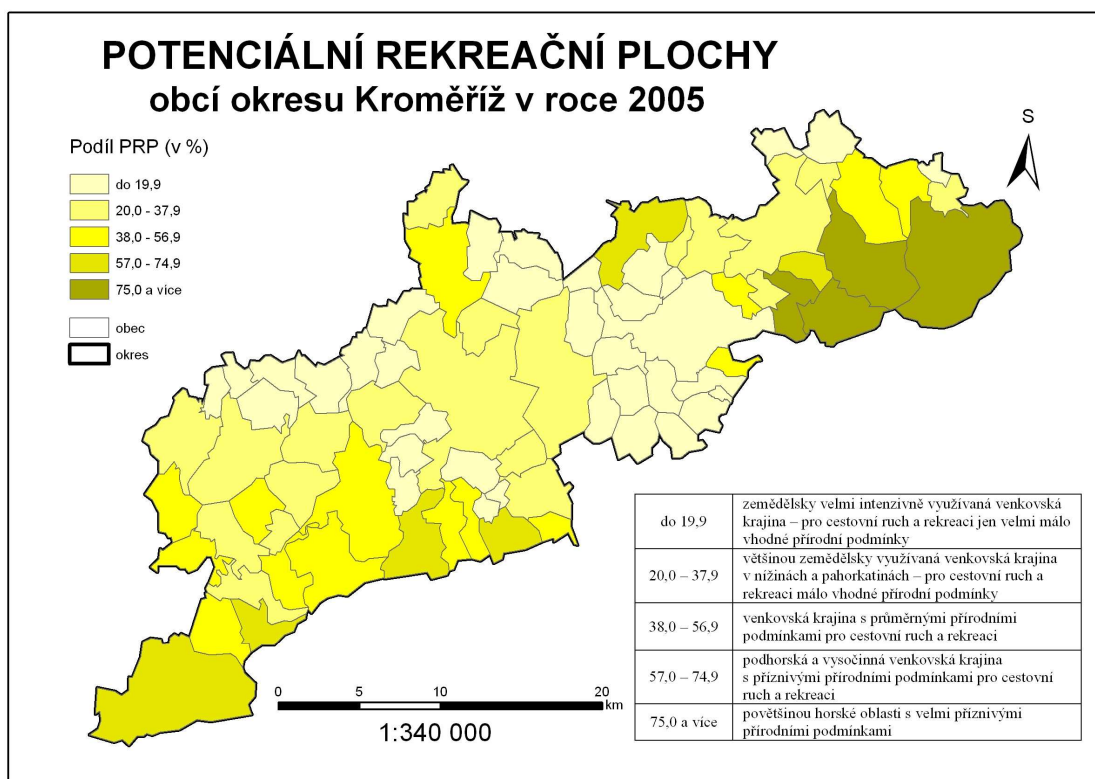 POTENCIÁLNÍ REKREAČNÍ PLOCHY
obcí okresu Kroměříž v roce 2005
Podíl PRP (v %)
do 19,9
20,0 - 37,9
38,0 - 56,9
57,0 - 74,9
75,0 a více
obec
okres
S
0 5 10 20
km
1:340 000
do 19,9
zemědělsky velmi intenzivně využívaná venkovská
krajina – pro cestovní ruch a rekreaci jen velmi málo
vhodné přírodní podmínky
20,0 – 37,9
většinou zemědělsky využívaná venkovská krajina
v nížinách a pahorkatinách – pro cestovní ruch a
rekreaci málo vhodné přírodní podmínky
38,0 – 56,9
venkovská krajina s průměrnými přírodními
podmínkami pro cestovní ruch a rekreaci
57,0 – 74,9
podhorská a vysočinná venkovská krajina
s příznivými přírodními podmínkami pro cestovní
ruch a rekreaci
75,0 a více
povětšinou horské oblasti s velmi příznivými
přírodními podmínkami